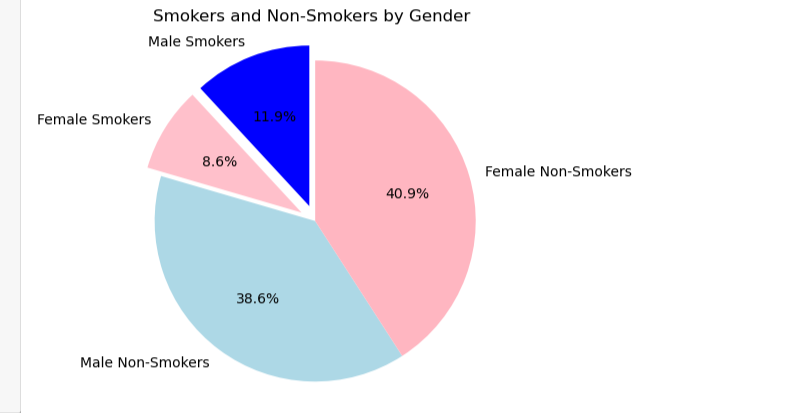 Smokers and Non-Smokers by Gender
Male Smokers
11.9%
Female Smokers
8.6%
Female Non-Smokers
40.9%
38.6%
Male Non-Smokers